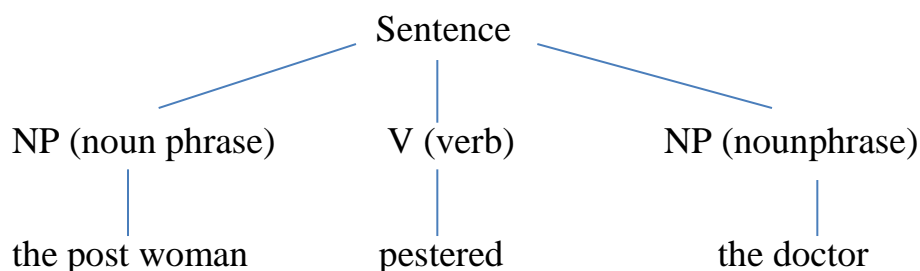 Sentence
NP (noun phrase) V (verb) NP (nounphrase)
the post woman pestered the doctor